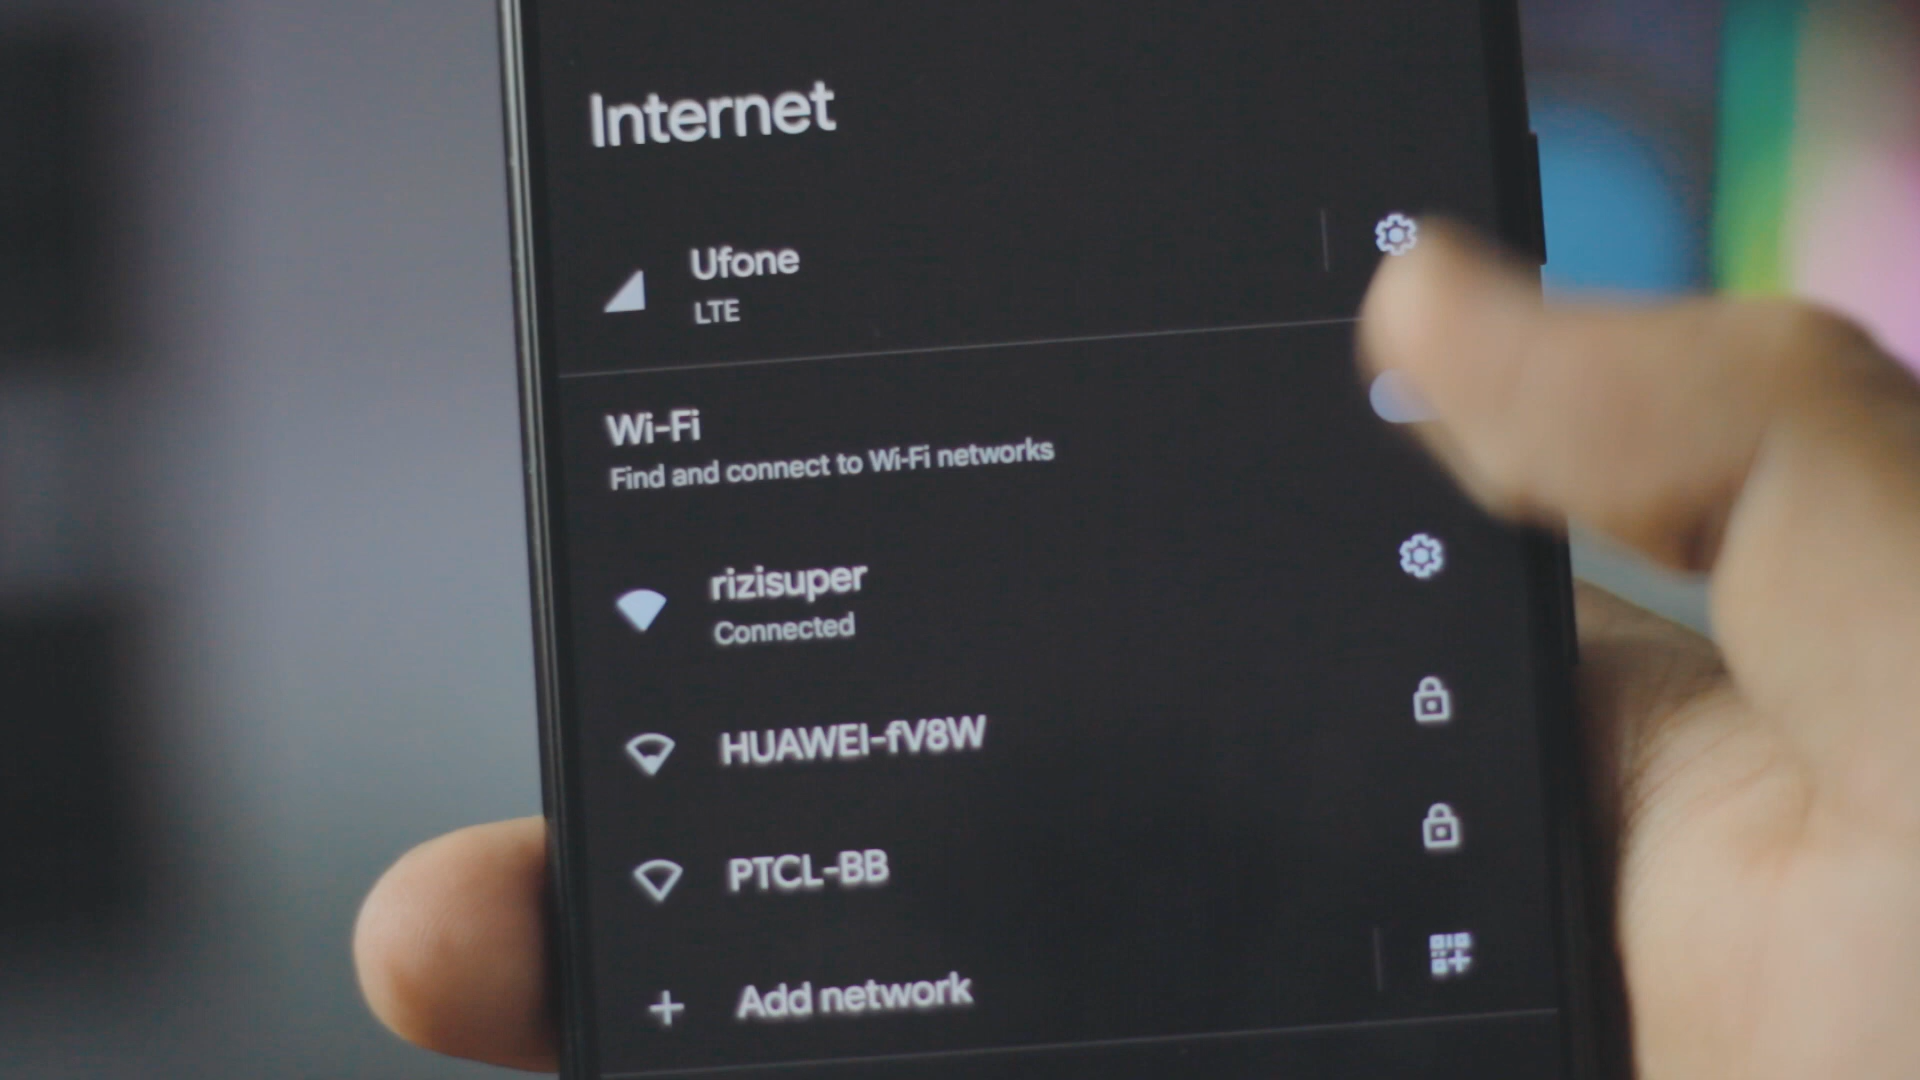 Internet
Ufone
LTE
Wi-Fi
Find and connect to Wi-Fi networks
rizisuper
Connected
HUAWEI-fV8W
PTCL-BB
Add network